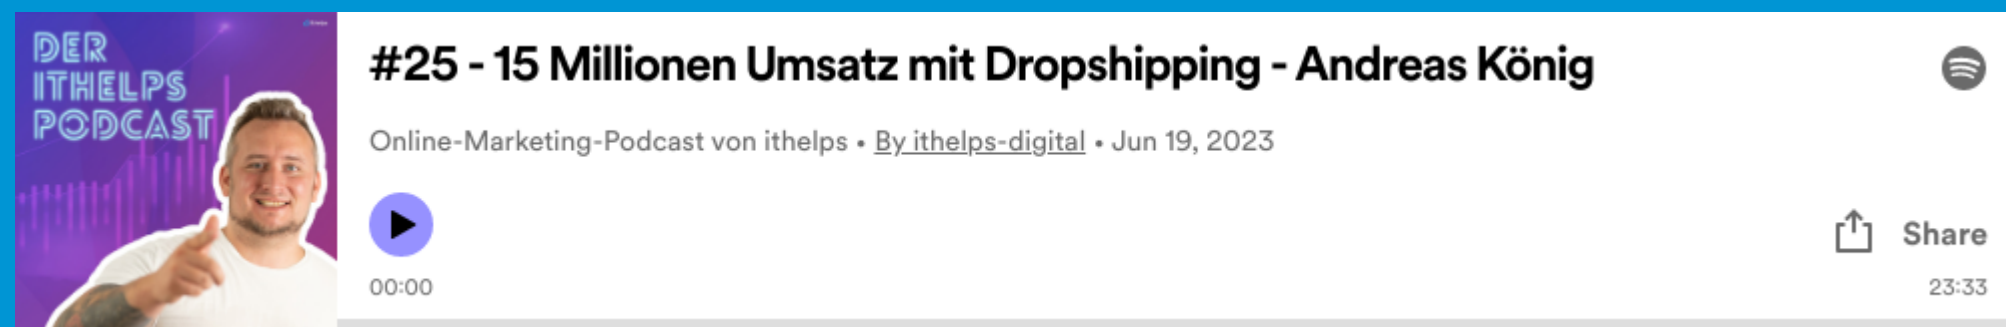 DER
ITHELPS
PODCAST
#25 - 15 Millionen Umsatz mit Dropshipping - Andreas König
Online-Marketing-Podcast von ithelps • By ithelps-digital • Jun 19, 2023
Share
00:00
23:33